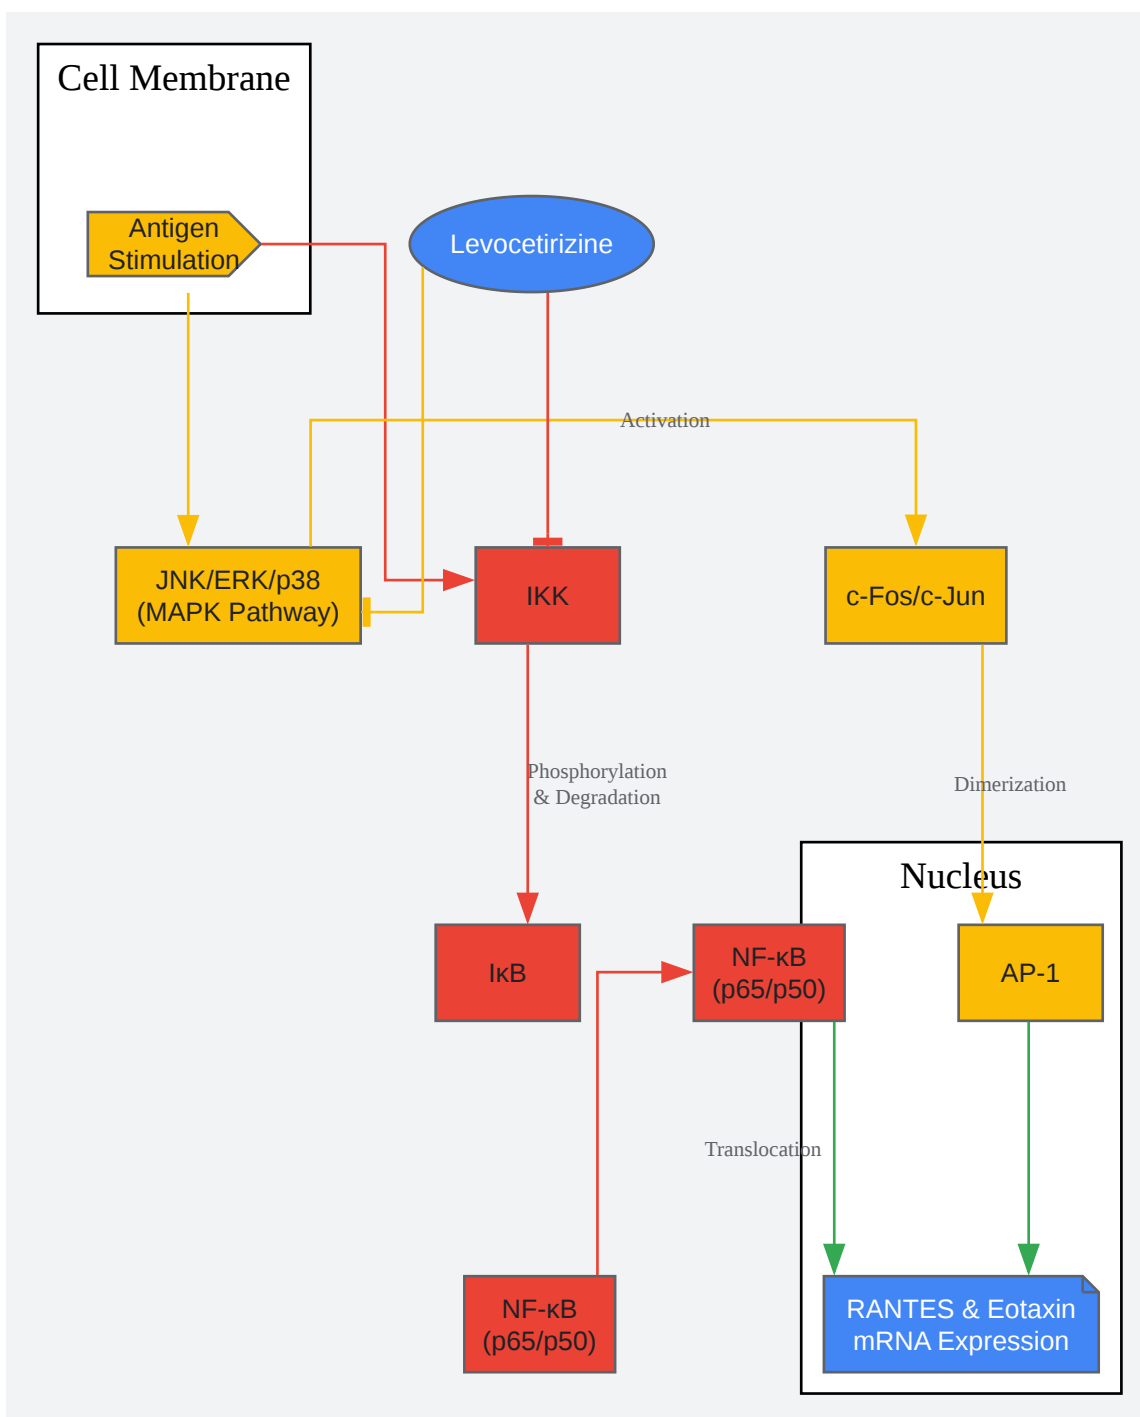 Cell Membrane
Antigen
Stimulation
Levocetirizine
Activation
JNK/ERK/p38
(MAPK Pathway)
IKK
c-Fos/c-Jun
Phosphorylation
& Degradation
Dimerization
Nucleus
IκB
NF-κB
(p65/p50)
AP-1
Translocation
NF-κB
(p65/p50)
RANTES & Eotaxin
mRNA Expression